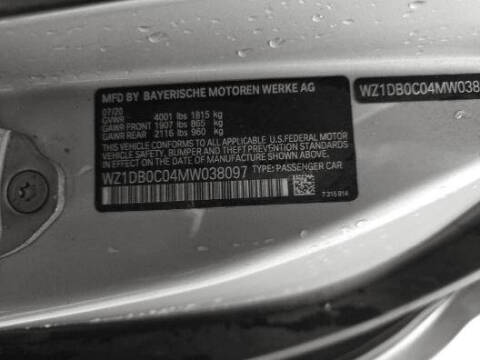 MFD BY BAYERISCHE MOTOREN WERKE AG
07/20
GVWR 4001 lbs 1815 kg
GAWR FRONT 1907 lbs 865 kg
GAWR REAR 2116 lbs 960 kg
THIS VEHICLE CONFORMS TO ALL APPLICABLE U.S. FEDERAL MOTOR
VEHICLE SAFETY, BUMPER AND THEFT PREVENTION STANDARDS
IN EFFECT ON THE DATE OF MANUFACTURE SHOWN ABOVE.
WZ1DB0C04MW038097 TYPE: PASSENGER CAR
7315914
WZ1DB0C04MW038